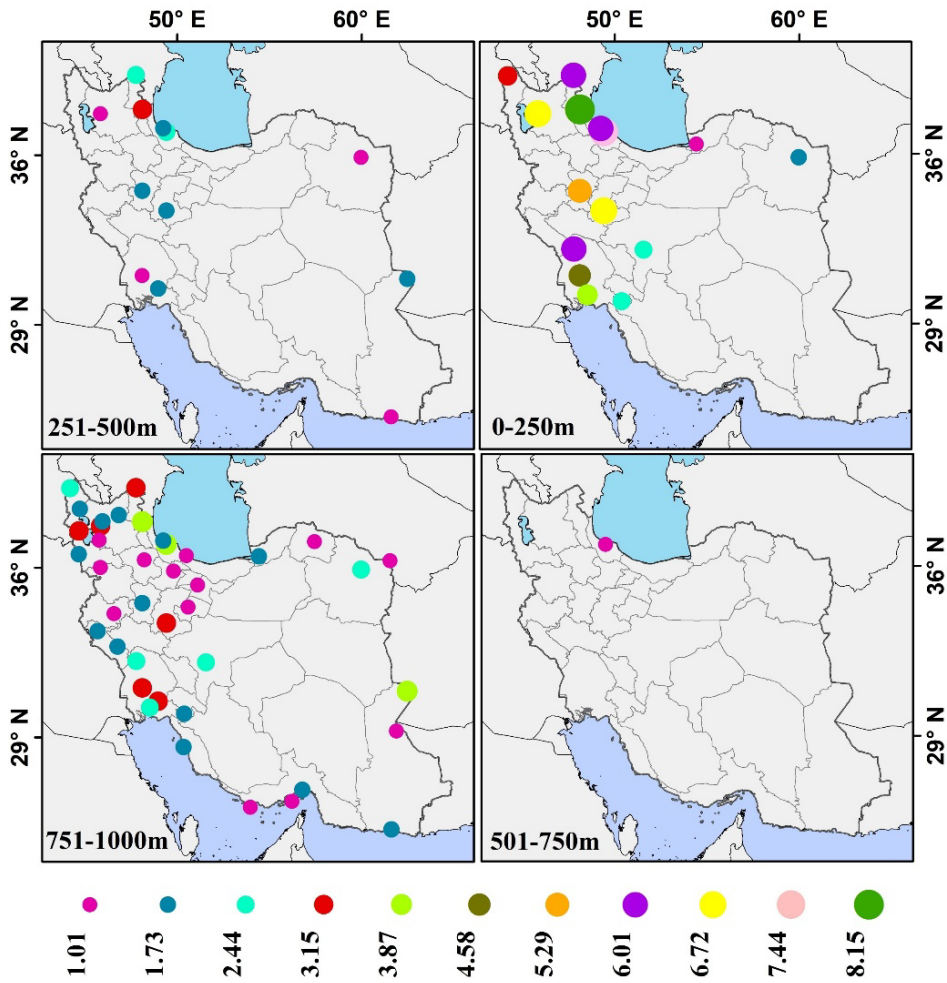 50° E 60° E 50° E 60° E
36° N 36° N
29° N 29° N
251-500m 0-250m
36° N 36° N
29° N 29° N
751-1000m 501-750m
1.01 1.73 2.44 3.15 3.87 4.58 5.29 6.01 6.72 7.44 8.15